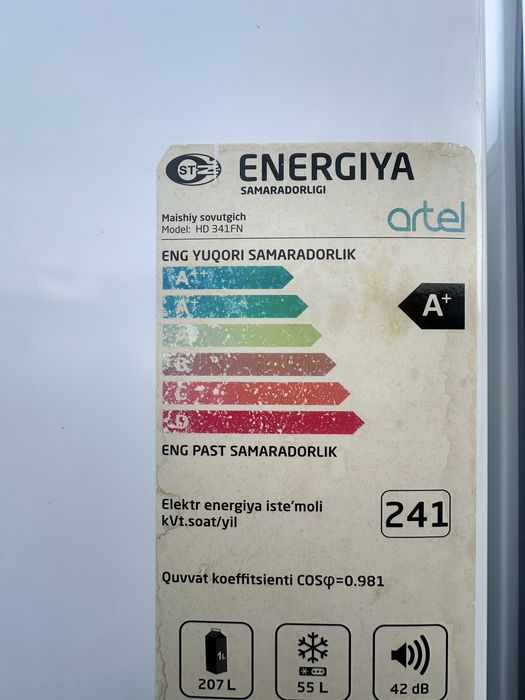 ST
ENERGIYA
SAMARADORLIGI
Maishiy sovutgich
Model: HD 341FN
artel
ENG YUQORI SAMARADORLIK
A++
A+
A+
A
B
C
D
ENG PAST SAMARADORLIK
Elektr energiya iste'moli
kVt.soat/yil
241
Quvvat koeffitsienti COSφ=0.981
1L
207 L
55 L
42 dB